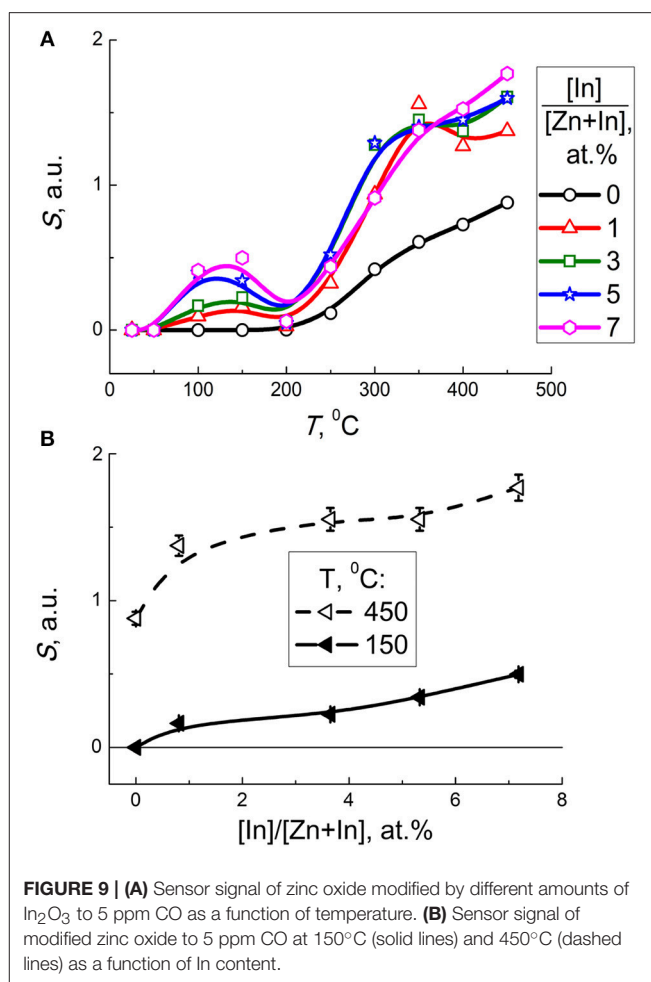 A
2
1
0
S, a.u.
0
100
200
300
400
500
T, ⁰C
[In]
[Zn+In],
at.%
0
1
3
5
7
B
2
1
0
S, a.u.
T, ⁰C:
450
150
0
2
4
6
8
[In]/[Zn+In], at.%
FIGURE 9 | (A) Sensor signal of zinc oxide modified by different amounts of
In₂O₃ to 5 ppm CO as a function of temperature. (B) Sensor signal of
modified zinc oxide to 5 ppm CO at 150°C (solid lines) and 450°C (dashed
lines) as a function of In content.